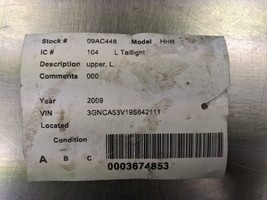 Stock # 09AC448 Model HHR
IC # 104 L Taillight
Description upper, L.
Comments 000
Year 2009
VIN 3GNCA53V19S642111
Located
Condition
A B C 0003674853